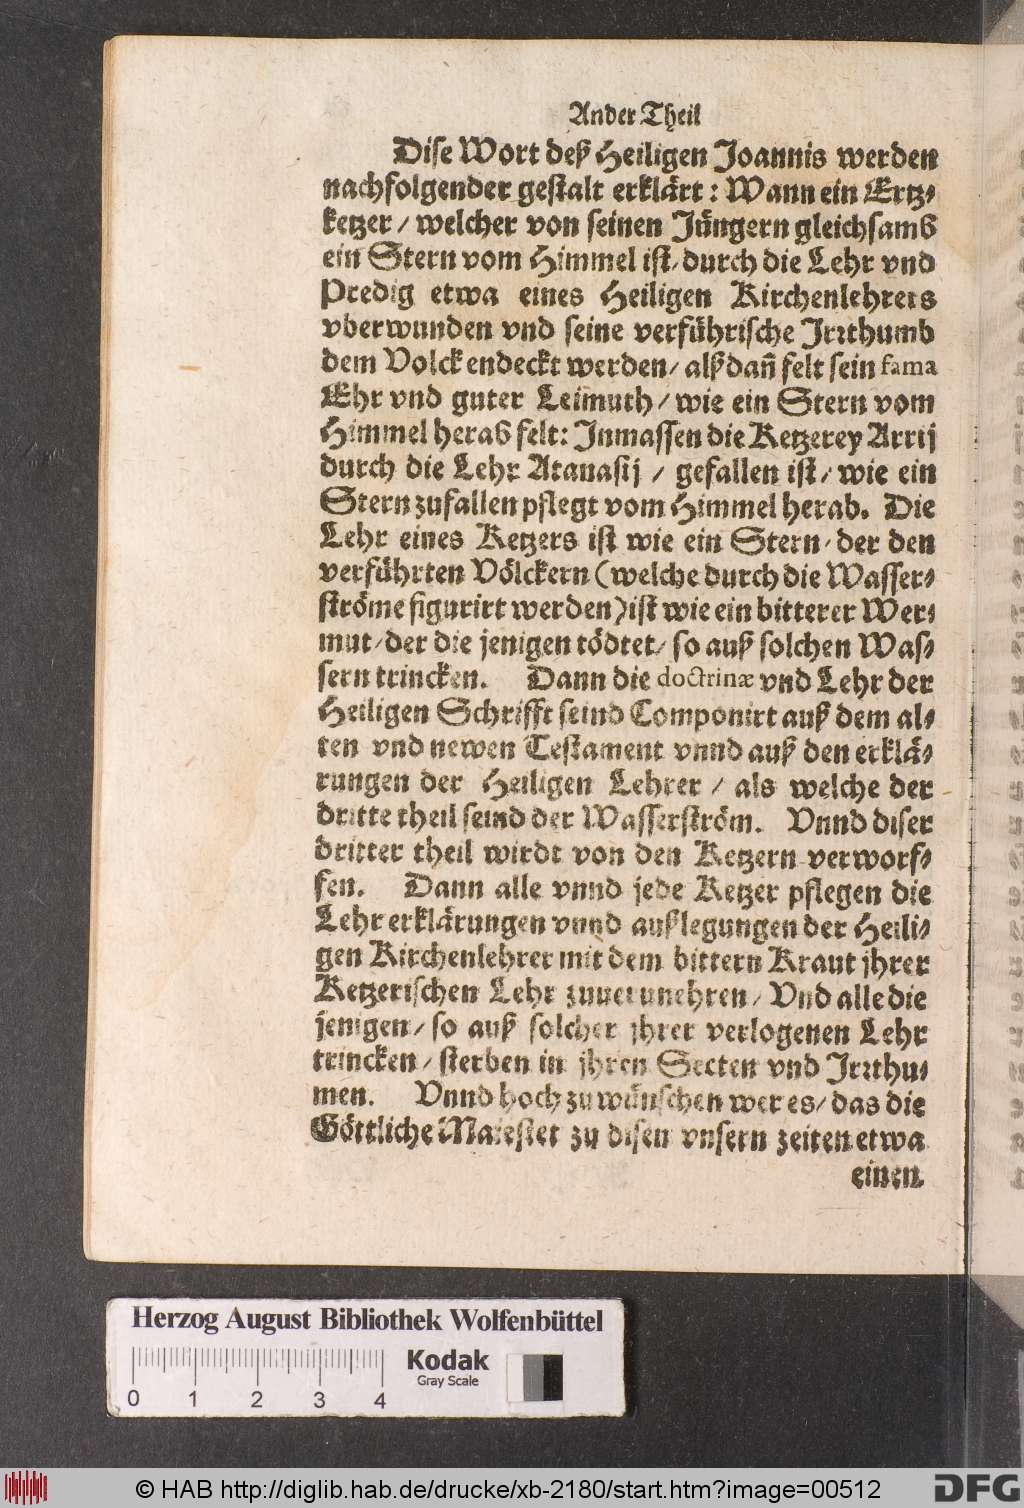 Ander Theil
Dise Wort deß Heiligen Joannis werden
nachfolgender gestalt erklärt: Wann ein Ertz-
ketzer / welcher von seinen Jüngern gleichsamb
ein Stern vom Himmel ist / durch die Lehr vnd
Predig etwa eines Heiligen Kirchenlehrers
vberwunden vnd seine verführische Irrthumb
dem Volck endeckt werden / alßdañ felt sein fama
Ehr vnd guter Leümuth / wie ein Stern vom
Himmel herab felt: Inmassen die Ketzerey Arrij
durch die Lehr Atanasij / gefallen ist / wie ein
Stern zufallen pflegt vom Himmel herab. Die
Lehr eines Ketzers ist wie ein Stern / der den
verführten Völckern (welche durch die Wasser-
ströme figurirt werden) ist wie ein bitterer Wer-
mut / der die jenigen tödtet / so auß solchen Was-
sern trincken. Dann die doctrinæ vnd Lehr der
Heiligen Schrifft seind Componirt auß dem al-
ten vnd newen Testament vnnd auß den erklä-
rungen der Heiligen Lehrer / als welche der
dritte theil seind der Wasserström. Vnnd diser
dritter theil wirdt von den Ketzern verworf-
fen. Dann alle vnnd jede Ketzer pflegen die
Lehr erklärungen vnnd außlegungen der Heili-
gen Kirchenlehrer mit dem bittern Kraut jhrer
Ketzerischen Lehr zuuerunehren / Vnd alle die
jenigen / so auß solcher jhrer verlogenen Lehr
trincken / sterben in jhren Secten vnd Irrthu-
men. Vnnd hoch zu wünschen wer es / das die
Göttliche Maiestet zu disen vnsern zeiten etwa
einen
Herzog August Bibliothek Wolfenbüttel
Kodak
Gray Scale
0 1 2 3 4
© HAB http://diglib.hab.de/drucke/xb-2180/start.htm?image=00512
DFG